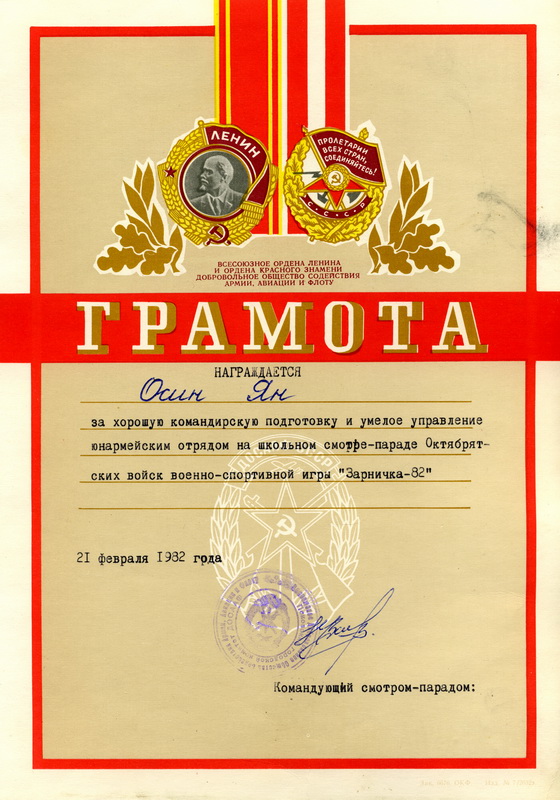 ЛЕНИН
ПРОЛЕТАРИИ
ВСЕХ СТРАН,
СОЕДИНЯЙТЕСЬ!
С С С Р
ВСЕСОЮЗНОЕ ОРДЕНА ЛЕНИНА
И ОРДЕНА КРАСНОГО ЗНАМЕНИ
ДОБРОВОЛЬНОЕ ОБЩЕСТВО СОДЕЙСТВИЯ
АРМИИ, АВИАЦИИ И ФЛОТУ
ГРАМОТА
НАГРАЖДАЕТСЯ
Осин Ян
за хорошую командирскую подготовку и умелое управление
юнармейским отрядом на школьном смотре-параде Октябрят-
ских войск военно-спортивной игры "Зарничка-82"
21 февраля 1982 года
Командующий смотром-парадом: